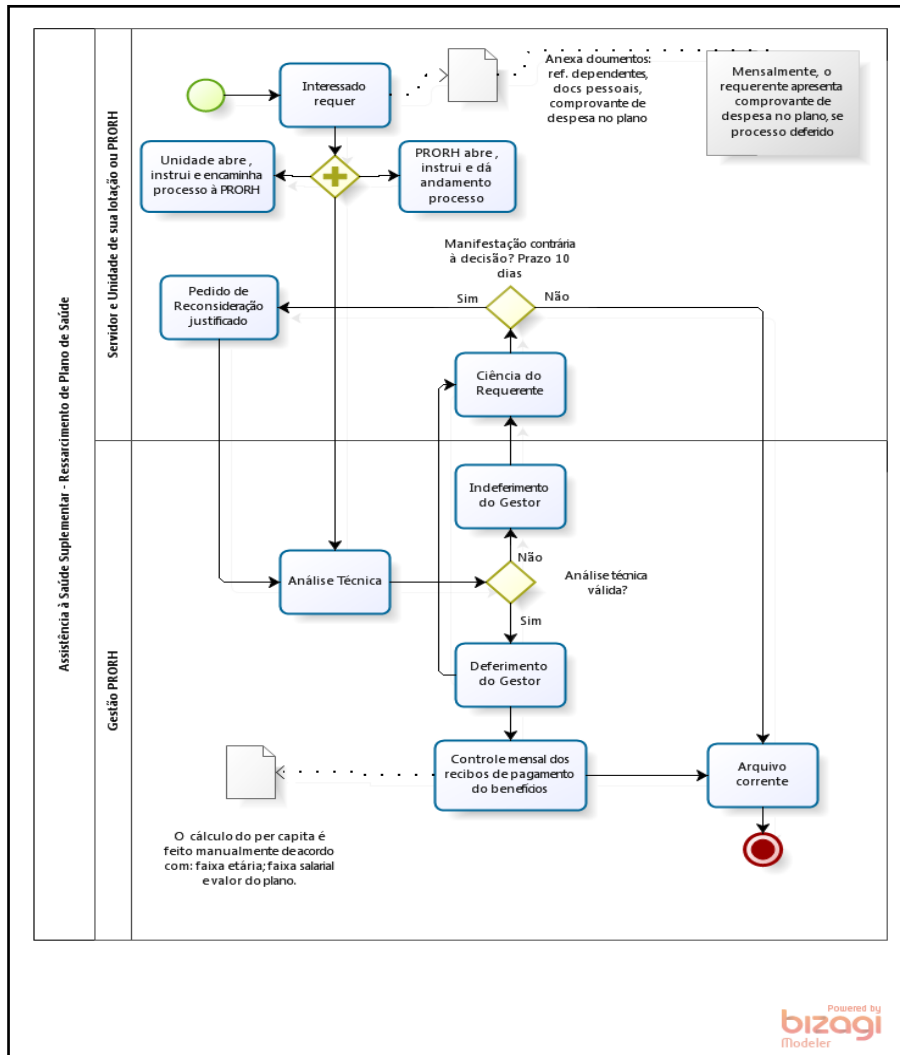 Assistência à Saúde Suplementar - Ressarcimento de Plano de Saúde
Servidor e Unidade de sua lotação ou PRORH
Interessado
requer
Anexa doumentos:
ref. dependentes,
docs pessoais,
comprovante de
despesa no plano
Mensalmente, o
requerente apresenta
comprovante de
despesa no plano, se
processo deferido
Unidade abre ,
instrui e encaminha
processo à PRORH
PRORH abre ,
instrui e dá
andamento
processo
Manifestação contrária
à decisão? Prazo 10
dias
Sim
Não
Pedido de
Reconsideração
justificado
Ciência do
Requerente
Gestão PRORH
Indeferimento
do Gestor
Não
Análise Técnica
Análise técnica
válida?
Sim
Deferimento
do Gestor
Controle mensal dos
recibos de pagamento
do benefícios
Arquivo
corrente
O cálculo do per capita é
feito manualmente de acordo
com: faixa etária; faixa salarial
e valor do plano.
Powered by
bizagi
Modeler